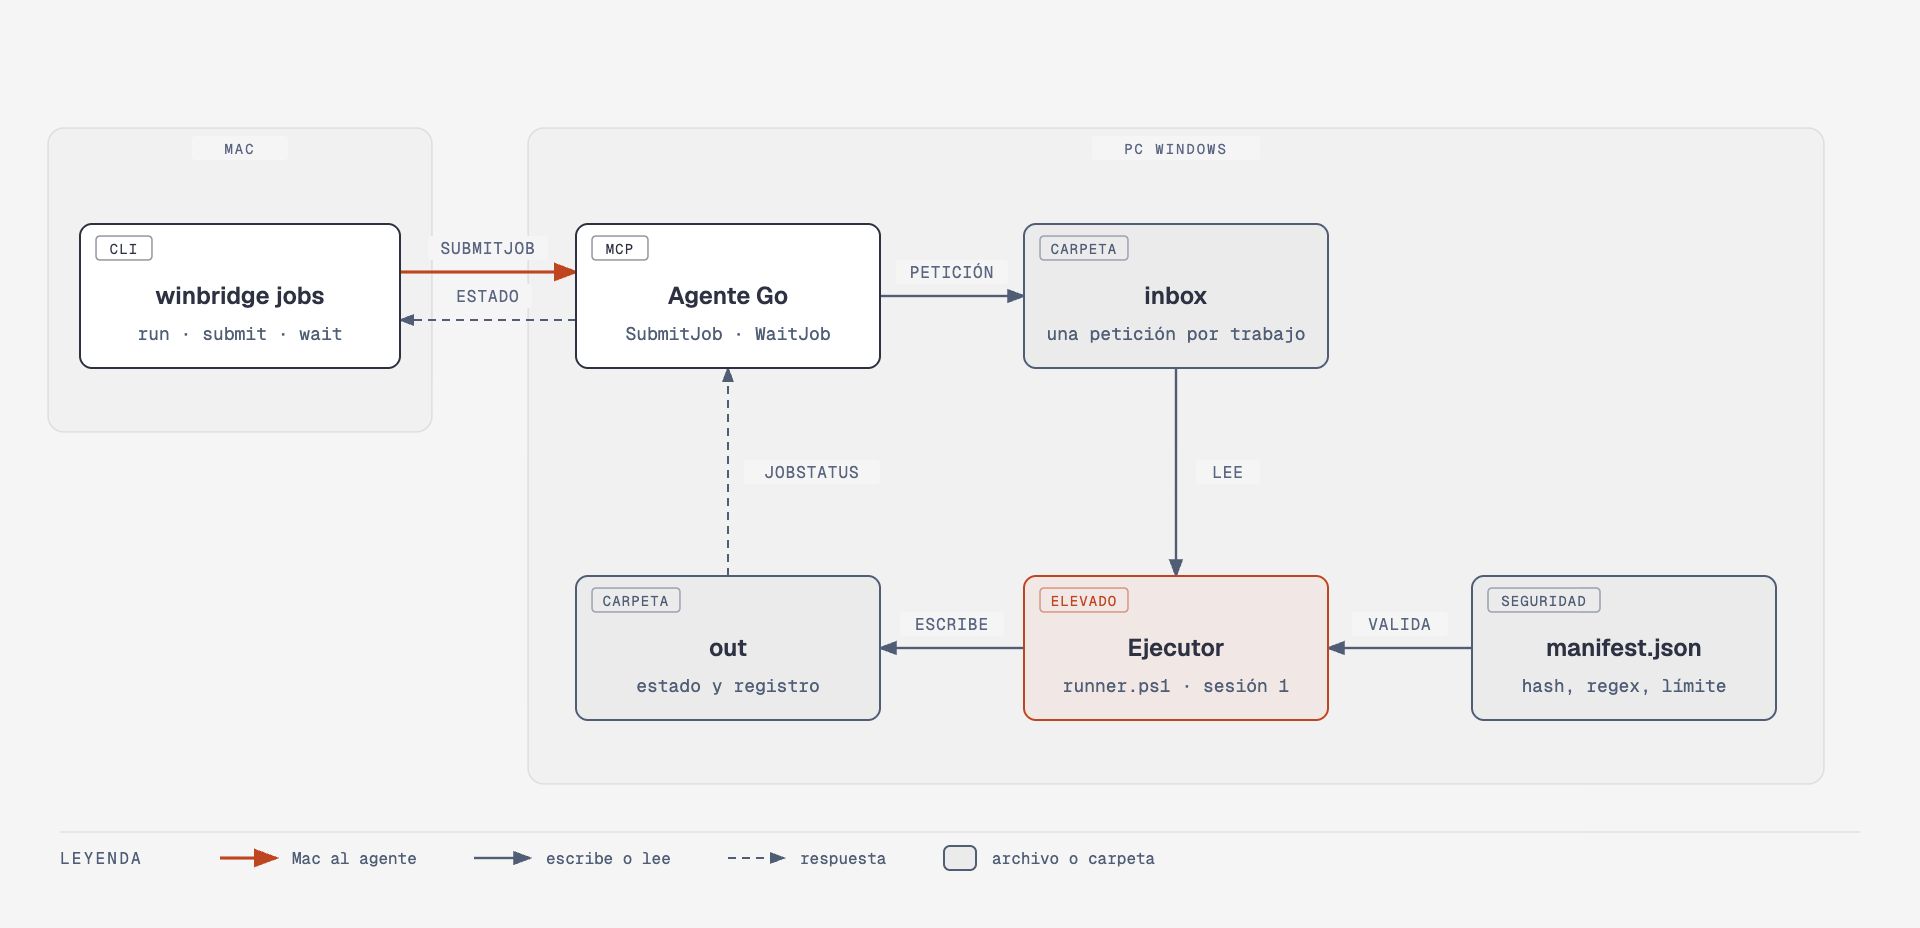 MAC
PC WINDOWS
CLI
winbridge jobs
run · submit · wait
SUBMITJOB
ESTADO
MCP
Agente Go
SubmitJob · WaitJob
PETICIÓN
CARPETA
inbox
una petición por trabajo
JOBSTATUS
LEE
CARPETA
out
estado y registro
ESCRIBE
ELEVADO
Ejecutor
runner.ps1 · sesión 1
VALIDA
SEGURIDAD
manifest.json
hash, regex, límite
LEYENDA
Mac al agente
escribe o lee
respuesta
archivo o carpeta